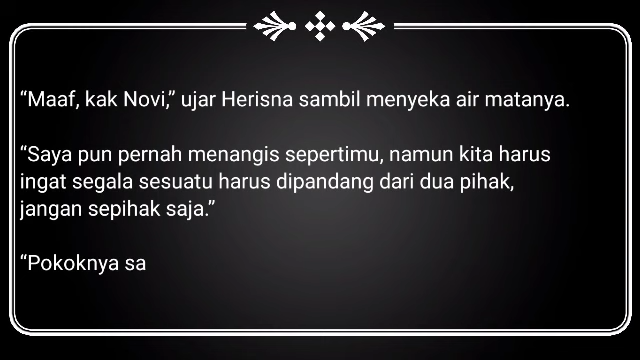 “Maaf, kak Novi,” ujar Herisna sambil menyeka air matanya.
“Saya pun pernah menangis sepertimu, namun kita harus
ingat segala sesuatu harus dipandang dari dua pihak,
jangan sepihak saja.”
“Pokoknya sa